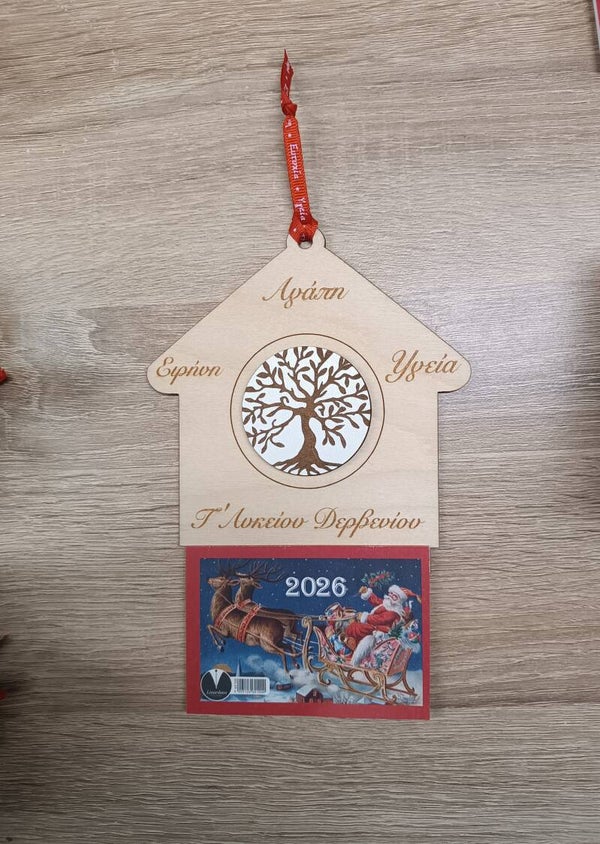 Ευτυχία * Υγεία
Αγάπη
Ειρήνη
Υγεία
Γ' Λυκείου Δερβενίου
2026